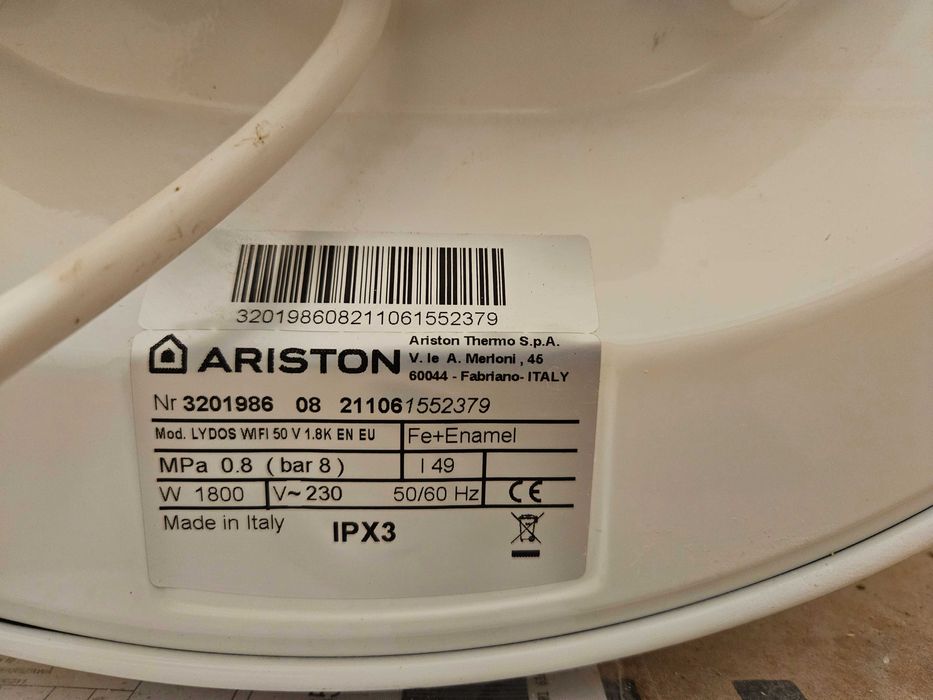 320198608211061552379
ARISTON
Ariston Thermo S.p.A.
V. le A. Merloni , 45
60044 - Fabriano- ITALY
Nr 3201986 08 211061552379
Mod. LYDOS WIFI 50 V 1.8K EN EU
Fe+Enamel
MPa 0.8 ( bar 8 )
l 49
W 1800
V~ 230 50/60 Hz
CE
Made in Italy
IPX3